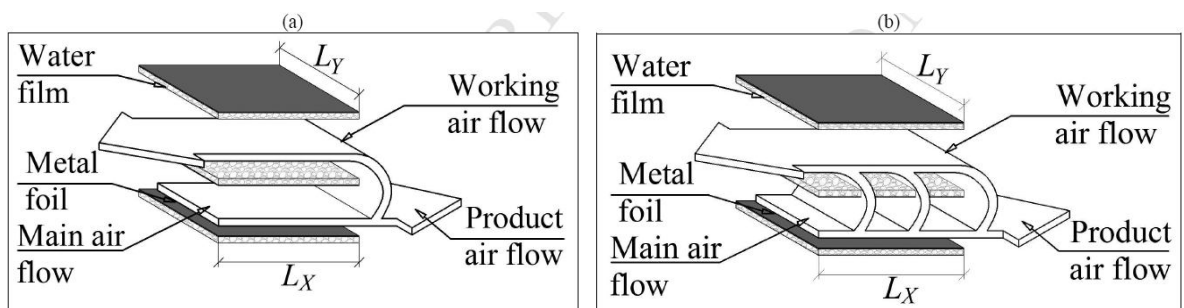 (a)
Water
film
L_Y
Working
air flow
Metal
foil
Main air
flow
Product
air flow
L_X
(b)
Water
film
L_Y
Working
air flow
Metal
foil
Main air
flow
Product
air flow
L_X